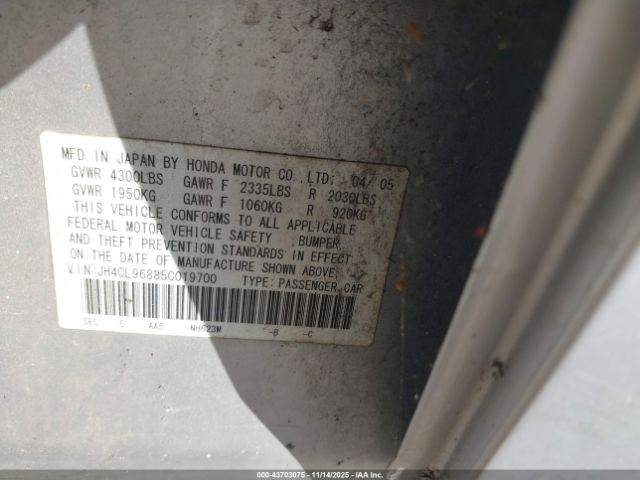 MFD. IN JAPAN BY HONDA MOTOR CO.,LTD. 04/05
GVWR 4300LBS GAWR F 2335LBS R 2030LBS
GVWR 1950KG GAWR F 1060KG R 920KG
THIS VEHICLE CONFORMS TO ALL APPLICABLE
FEDERAL MOTOR VEHICLE SAFETY, BUMPER,
AND THEFT PREVENTION STANDARDS IN EFFECT
ON THE DATE OF MANUFACTURE SHOWN ABOVE.
VIN:JH4CL96885C019700 TYPE:PASSENGER CAR
SEC 5 AA5 -NH623M -B -C
000-43703075 - 11/14/2025 - IAAI.COM